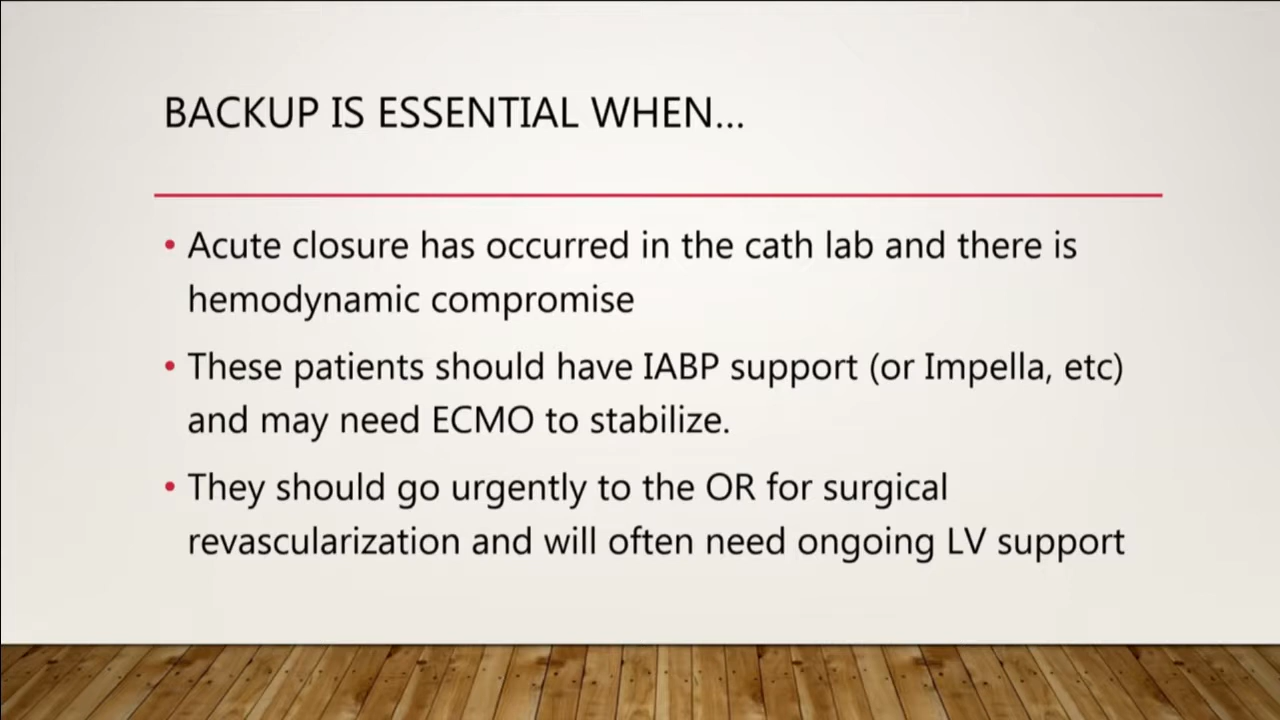 BACKUP IS ESSENTIAL WHEN...
• Acute closure has occurred in the cath lab and there is
hemodynamic compromise
• These patients should have IABP support (or Impella, etc)
and may need ECMO to stabilize.
• They should go urgently to the OR for surgical
revascularization and will often need ongoing LV support